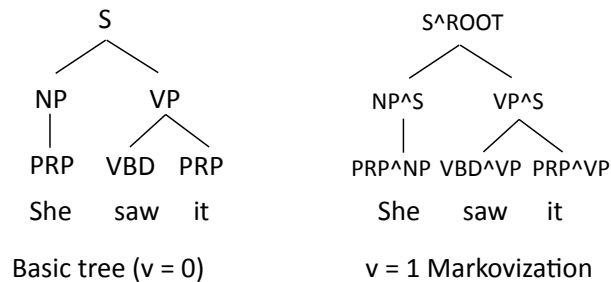 S S^ROOT
NP VP NP^S VP^S
PRP VBD PRP PRP^NP VBD^VP PRP^VP
She saw it She saw it
Basic tree (v = 0) v = 1 Markovization